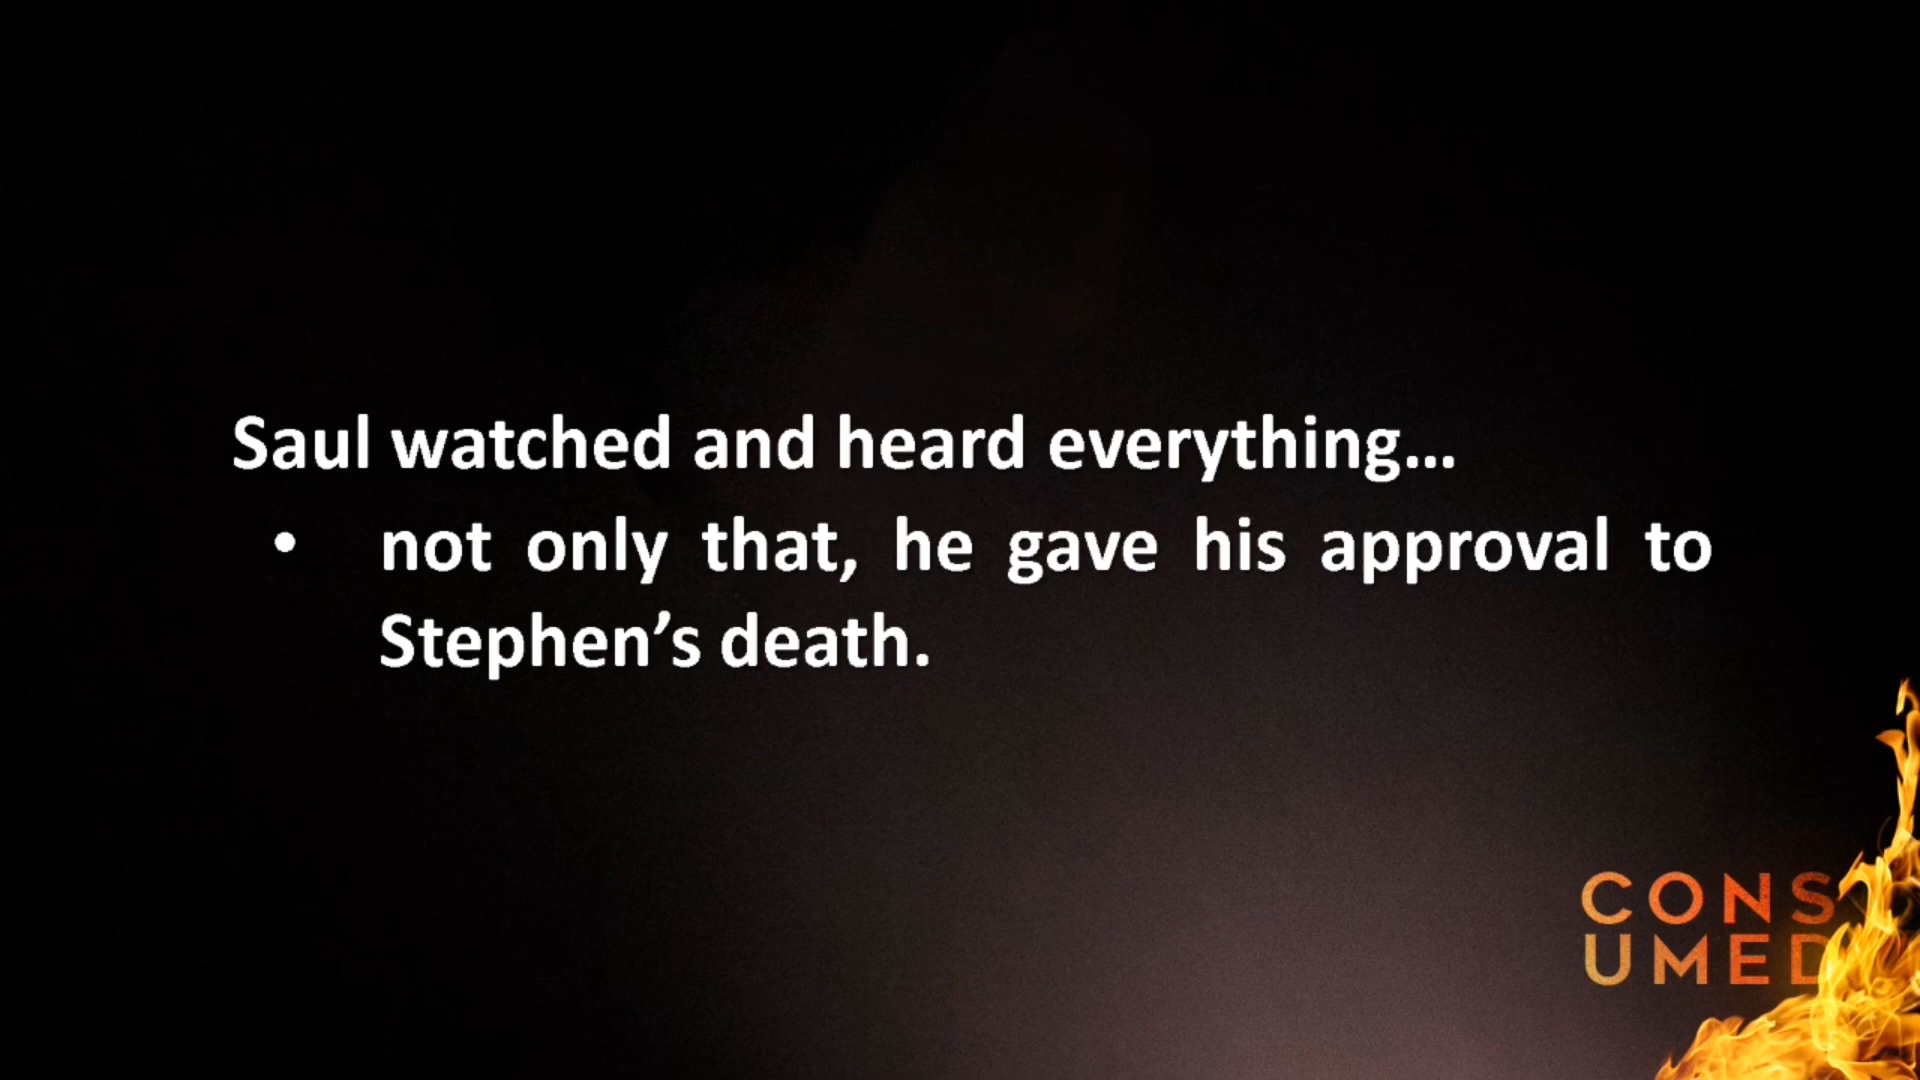 Saul watched and heard everything…
• not only that, he gave his approval to
Stephen’s death.
CONS
UMED